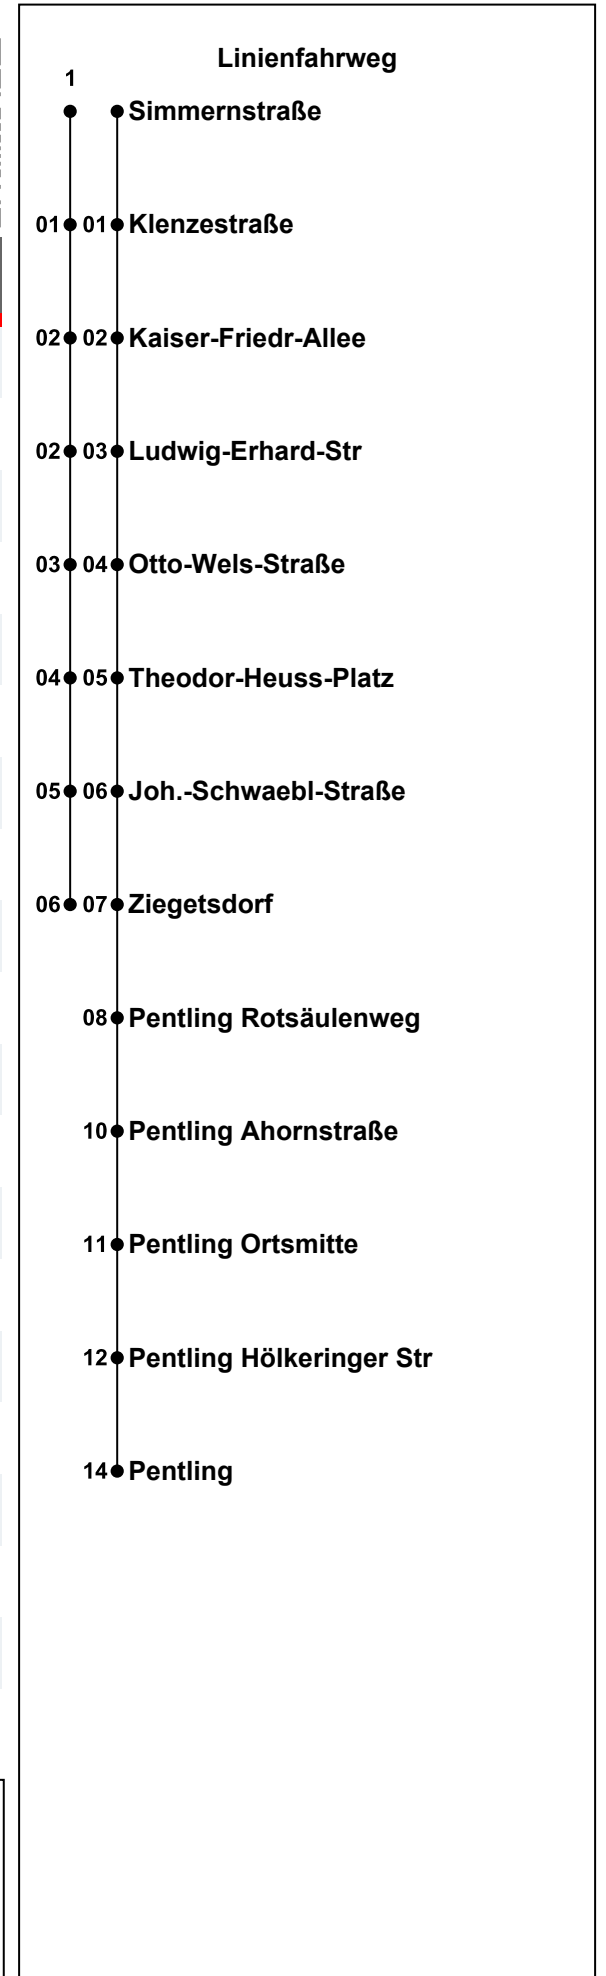 Linienfahrweg
1
Simmernstraße
01 01 Klenzestraße
02 02 Kaiser-Friedr-Allee
02 03 Ludwig-Erhard-Str
03 04 Otto-Wels-Straße
04 05 Theodor-Heuss-Platz
05 06 Joh.-Schwaebl-Straße
06 07 Ziegetsdorf
08 Pentling Rotsäulenweg
10 Pentling Ahornstraße
11 Pentling Ortsmitte
12 Pentling Hölkeringer Str
14 Pentling